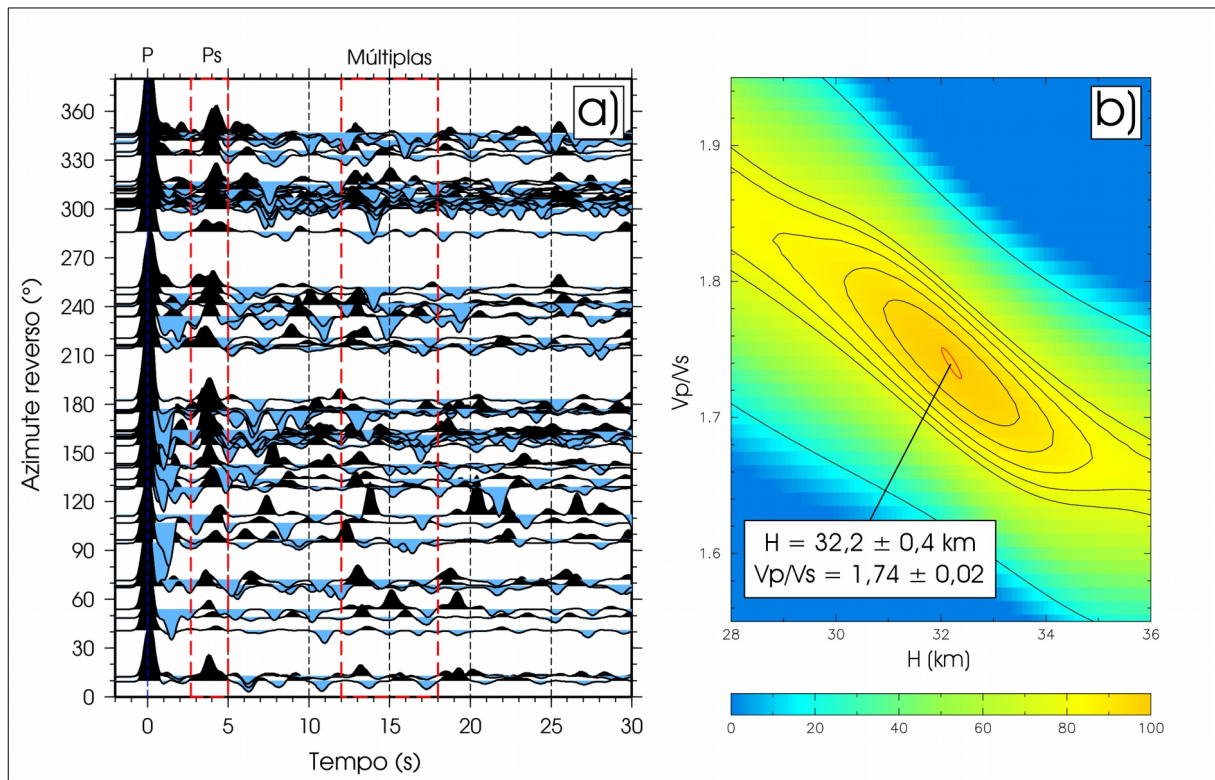 P Ps Múltiplas
a)
360
330
300
270
240
210
180
150
120
90
60
30
0
Azimute reverso (°)
0 5 10 15 20 25 30
Tempo (s)
b)
1.9
1.8
1.7
1.6
Vp/Vs
H = 32,2 ± 0,4 km
Vp/Vs = 1,74 ± 0,02
28 30 32 34 36
H (km)
0 20 40 60 80 100